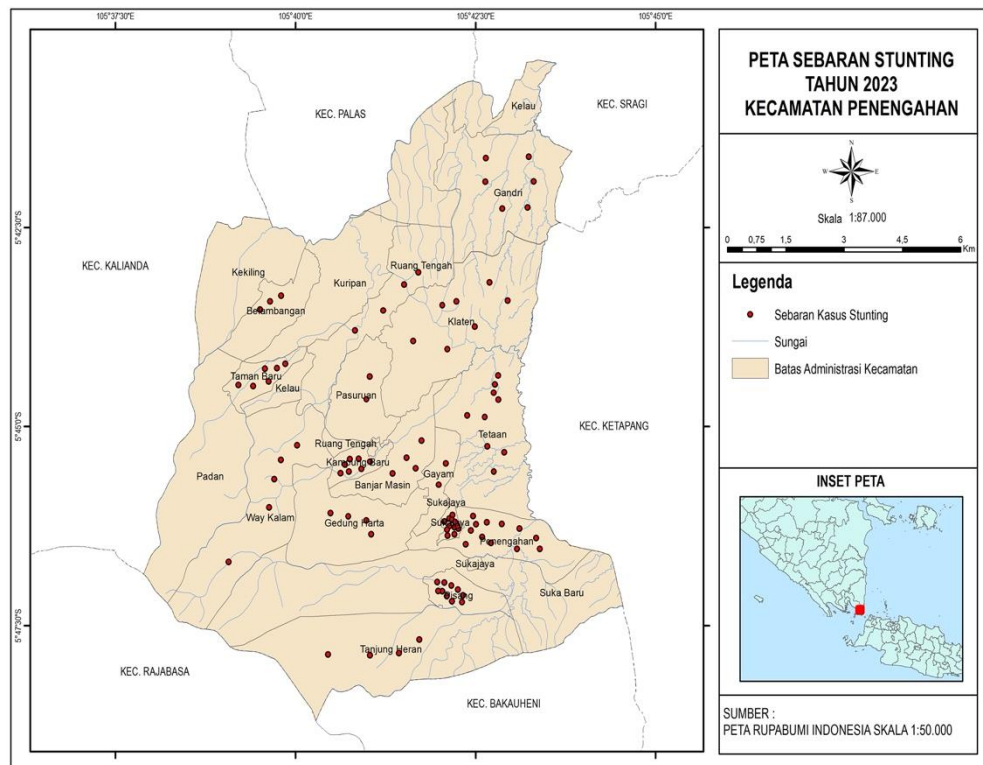 105°37'30"E
105°40'0"E
105°42'30"E
105°45'0"E
5°42'30"S
5°45'0"S
5°47'30"S
KEC. PALAS
KEC. SRAGI
KEC. KALIANDA
KEC. KETAPANG
KEC. RAJABASA
KEC. BAKAUHENI
Kelau
Gandri
Ruang Tengah
Kekiling
Kuripan
Belambangan
Klaten
Taman Baru
Kelau
Pasuruan
Tetaan
Ruang Tengah
Kampung Baru
Padan
Banjar Masin
Gayam
Sukajaya
Way Kalam
Gedung Harta
Sukajaya
Penengahan
Sukajaya
Pisang
Suka Baru
Tanjung Heran
PETA SEBARAN STUNTING
TAHUN 2023
KECAMATAN PENENGAHAN
N
W
E
S
Skala 1:87.000
0 0,75 1,5 3 4,5 6
Km
Legenda
Sebaran Kasus Stunting
Sungai
Batas Administrasi Kecamatan
INSET PETA
SUMBER :
PETA RUPABUMI INDONESIA SKALA 1:50.000